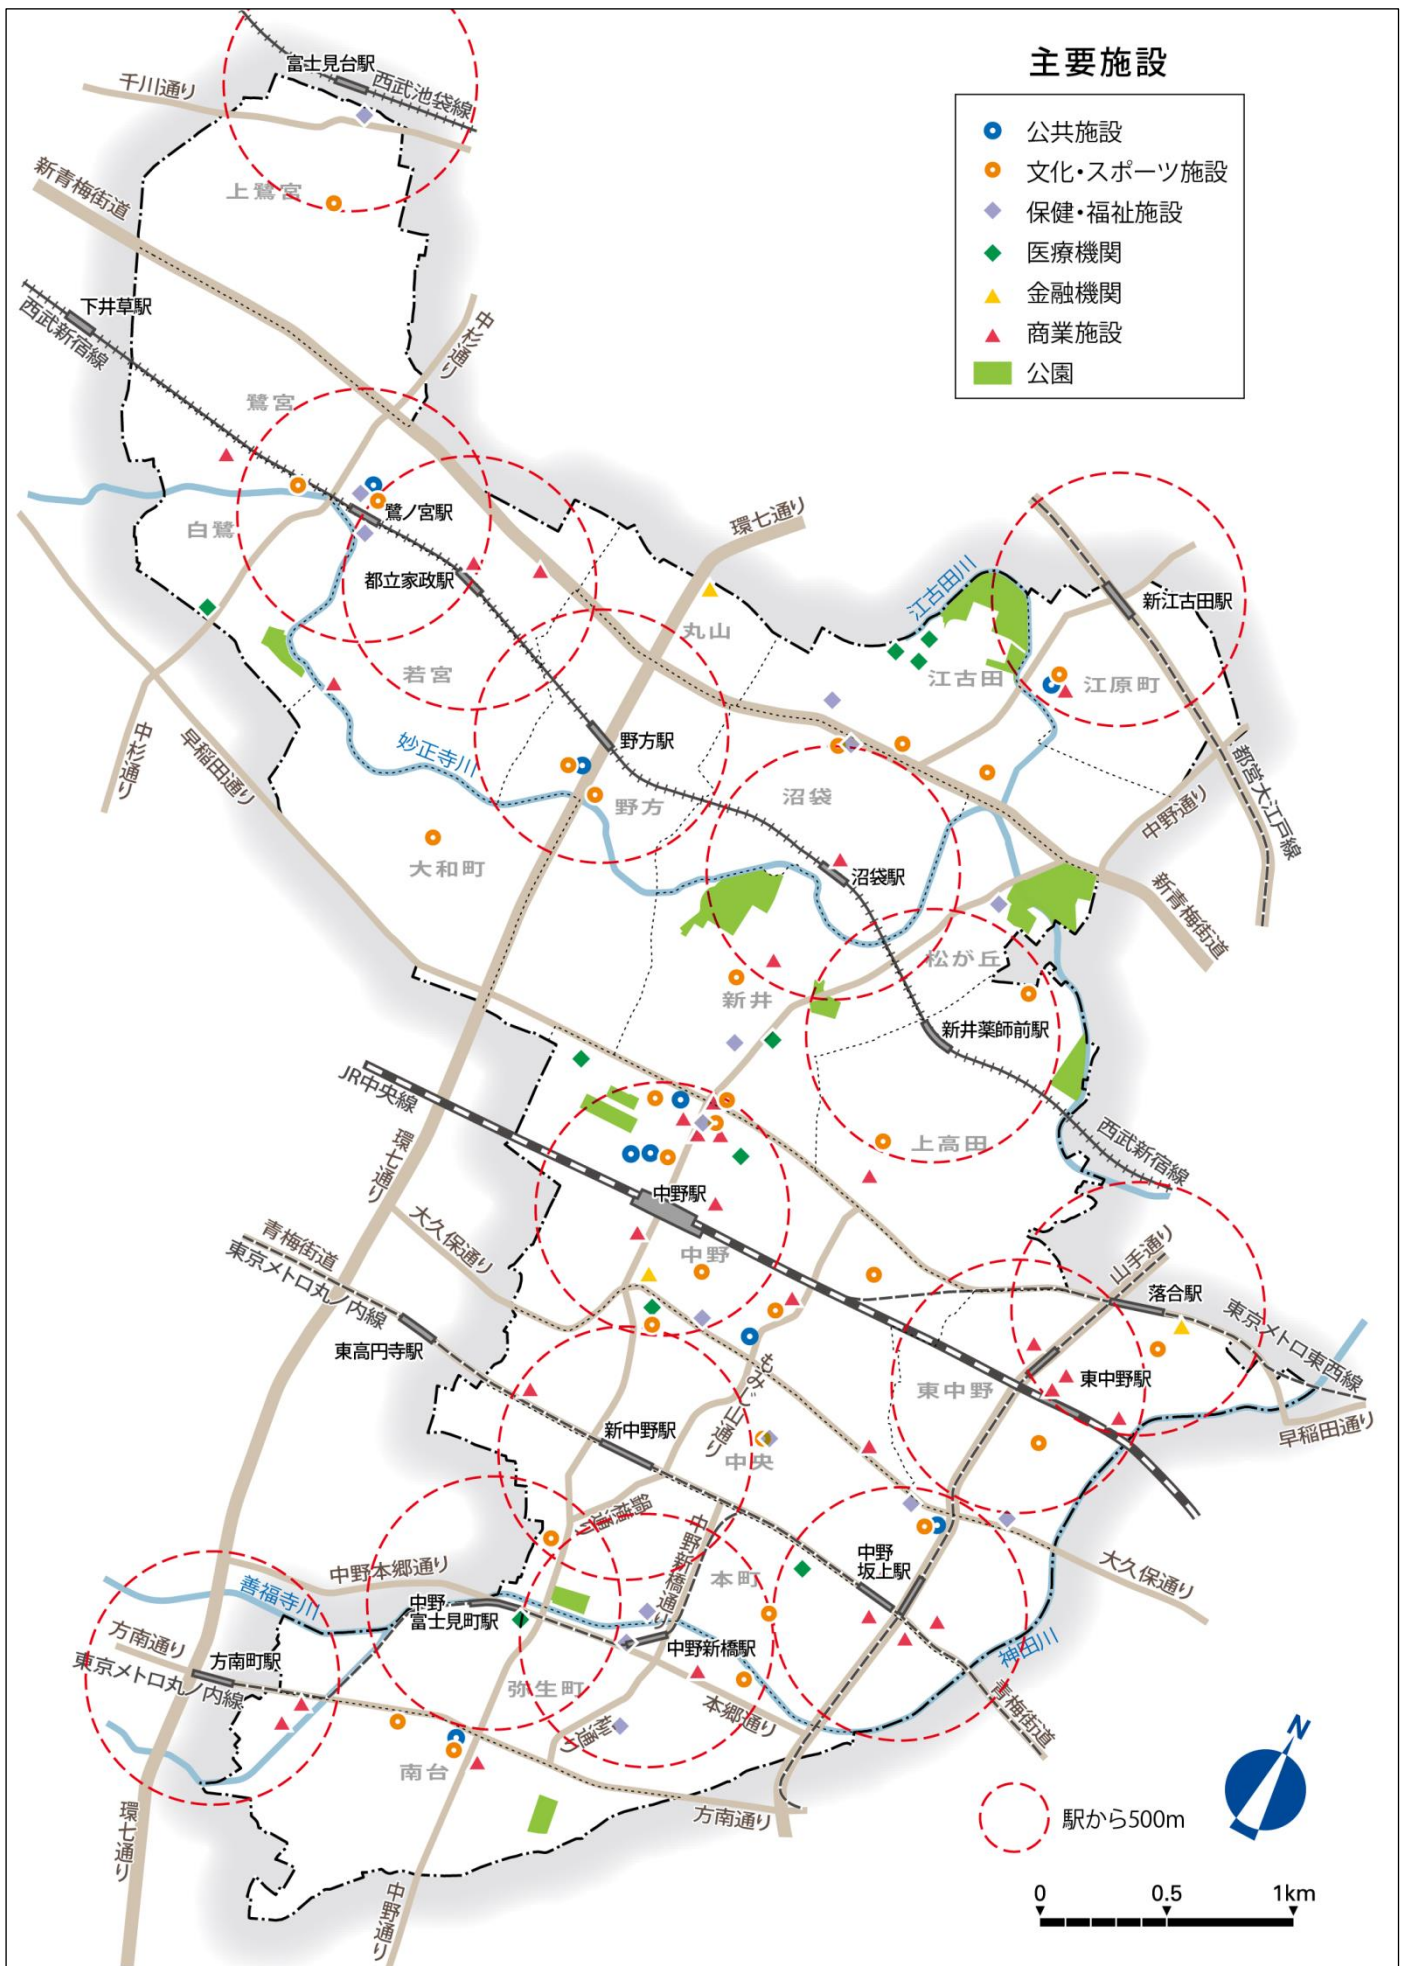 主要施設
公共施設
文化・スポーツ施設
保健・福祉施設
医療機関
金融機関
商業施設
公園
富士見台駅
西武池袋線
千川通り
上鷺宮
新青梅街道
下井草駅
西武新宿線
中杉通り
鷺宮
白鷺
鷺ノ宮駅
都立家政駅
環七通り
丸山
江古田川
新江古田駅
江古田
江原町
若宮
中杉通り
早稲田通り
妙正寺川
野方駅
野方
沼袋
都営大江戸線
中野通り
大和町
沼袋駅
新青梅街道
松が丘
新井
新井薬師前駅
JR中央線
上高田
西武新宿線
環七通り
中野駅
中野
大久保通り
青梅街道
東京メトロ丸ノ内線
東高円寺駅
山手通り
落合駅
東京メトロ東西線
東中野
東中野駅
早稲田通り
もみじ山通り
新中野駅
中央
鍋横通り
中野新橋通り
本町
中野
坂上駅
大久保通り
中野本郷通り
善福寺川
中野
富士見町駅
方南通り
方南町駅
東京メトロ丸ノ内線
中野新橋駅
神田川
弥生町
本郷通り
柳通り
青梅街道
南台
方南通り
環七通り
中野通り
N
駅から500m
0
0.5
1km